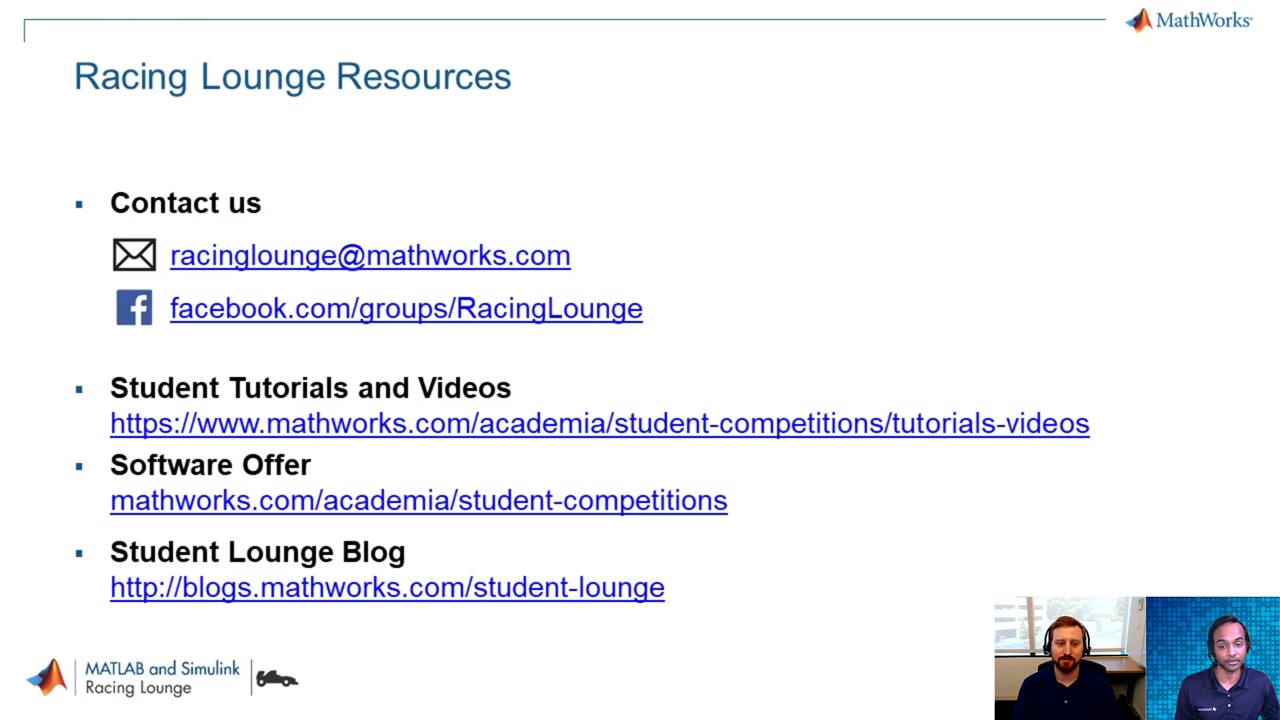 MathWorks
Racing Lounge Resources
Contact us
racinglounge@mathworks.com
facebook.com/groups/RacingLounge
Student Tutorials and Videos
https://www.mathworks.com/academia/student-competitions/tutorials-videos
Software Offer
mathworks.com/academia/student-competitions
Student Lounge Blog
http://blogs.mathworks.com/student-lounge
MATLAB and Simulink
Racing Lounge